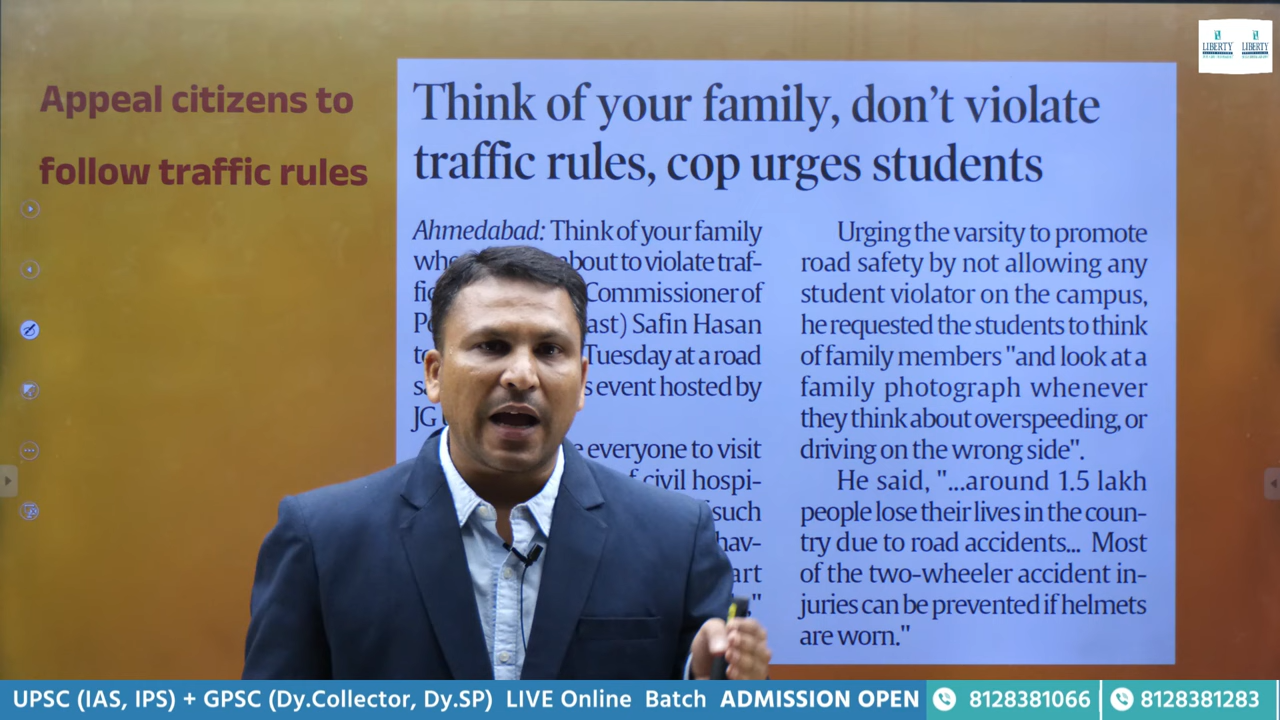 LIBERTY
LIBERTY
Appeal citizens to
follow traffic rules
Think of your family, don't violate
traffic rules, cop urges students
Ahmedabad: Think of your family
about to violate traf-
Commissioner of
Safin Hasan
Tuesday at a road
event hosted by
JG
everyone to visit
civil hospi-
such
Urging the varsity to promote
road safety by not allowing any
student violator on the campus,
he requested the students to think
of family members "and look at a
family photograph whenever
they think about overspeeding, or
driving on the wrong side".
He said, "...around 1.5 lakh
people lose their lives in the coun-
try due to road accidents... Most
of the two-wheeler accident in-
juries can be prevented if helmets
are worn."
UPSC (IAS, IPS) + GPSC (Dy.Collector, Dy.SP) LIVE Online Batch ADMISSION OPEN 8128381066 8128381283